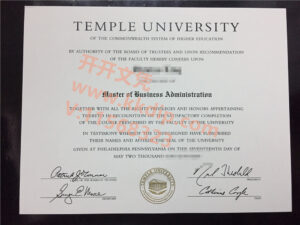 TEMPLE UNIVERSITY
OF THE COMMONWEALTH SYSTEM OF HIGHER EDUCATION
BY AUTHORITY OF THE BOARD OF TRUSTEES AND UPON RECOMMENDATION
OF THE FACULTY HEREBY CONFERS UPON
Master of Business Administration
TOGETHER WITH ALL THE RIGHTS PRIVILEGES AND HONORS APPERTAINING
THERETO IN RECOGNITION OF THE SATISFACTORY COMPLETION
OF THE COURSE PRESCRIBED BY THE FACULTY OF THE UNIVERSITY
IN TESTIMONY WHEREOF THE UNDERSIGNED HAVE SUBSCRIBED
THEIR NAMES AND AFFIXED THE SEAL OF THE UNIVERSITY
GIVEN AT PHILADELPHIA PENNSYLVANIA ON THE SEVENTEENTH DAY OF
MAY TWO THOUSAND